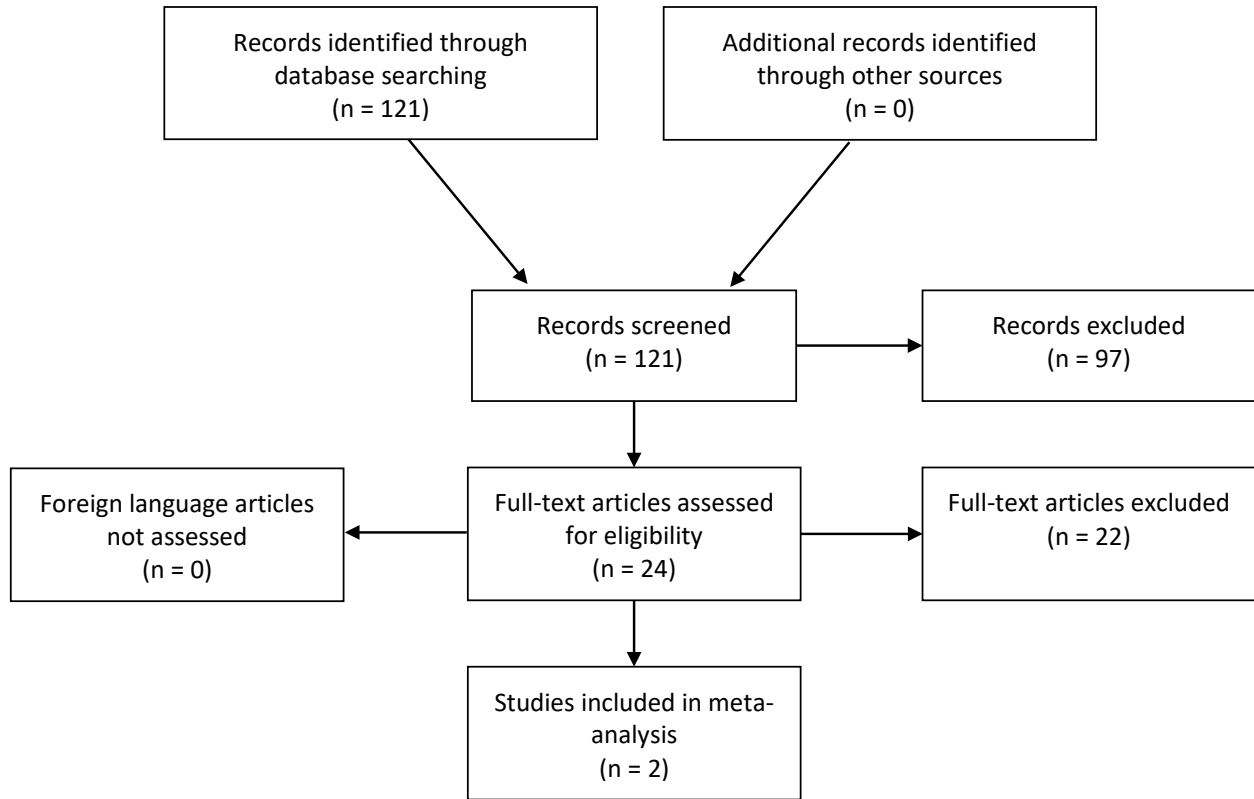 Records identified through
database searching
(n = 121)
Additional records identified
through other sources
(n = 0)
Records screened
(n = 121)
Records excluded
(n = 97)
Foreign language articles
not assessed
(n = 0)
Full-text articles assessed
for eligibility
(n = 24)
Full-text articles excluded
(n = 22)
Studies included in meta-
analysis
(n = 2)